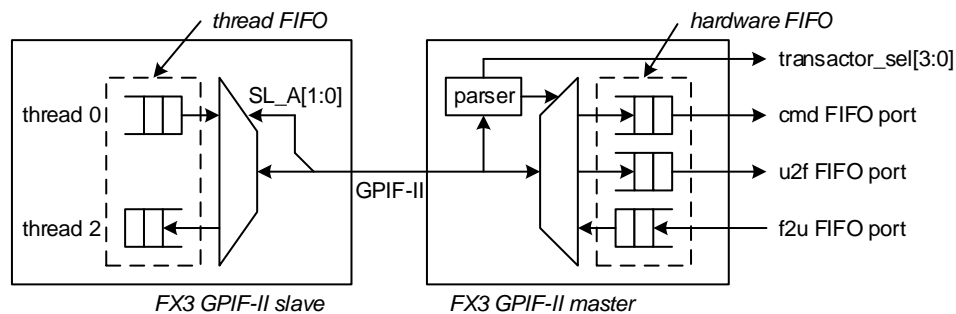 thread FIFO
hardware FIFO
transactor_sel[3:0]
SL_A[1:0]
parser
thread 0
cmd FIFO port
u2f FIFO port
GPIF-II
thread 2
f2u FIFO port
FX3 GPIF-II slave
FX3 GPIF-II master